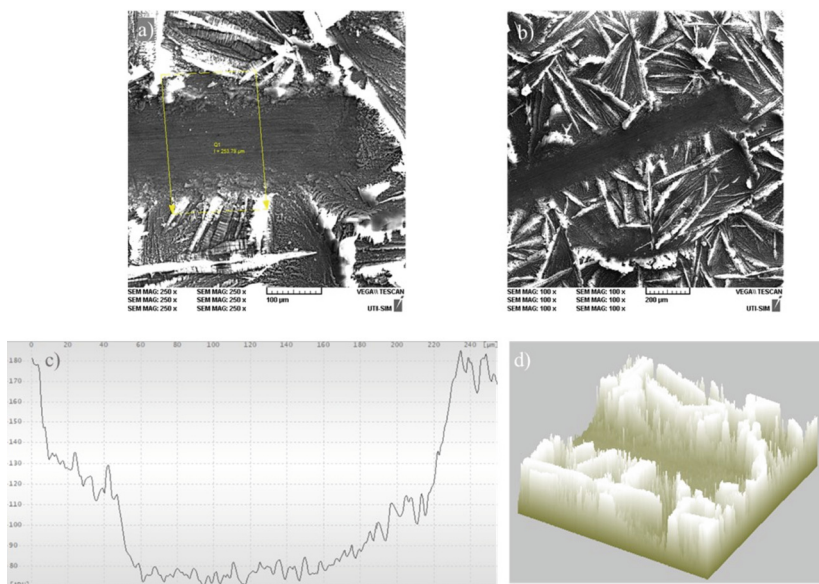 a)
b)
G1
SEM MAG: 250 x SEM MAG: 250 x
SEM MAG: 250 x SEM MAG: 250 x
SEM MAG: 250 x SEM MAG: 250 x
100 µm
VEGA\\ TESCAN
UTI-SIM
SEM MAG: 100 x SEM MAG: 100 x
SEM MAG: 100 x SEM MAG: 100 x
SEM MAG: 100 x SEM MAG: 100 x
200 µm
VEGA\\ TESCAN
UTI-SIM
c)
0 20 40 60 80 100 120 140 160 180 200 220 240 [µm]
180
170
150
140
130
120
110
100
90
80
d)